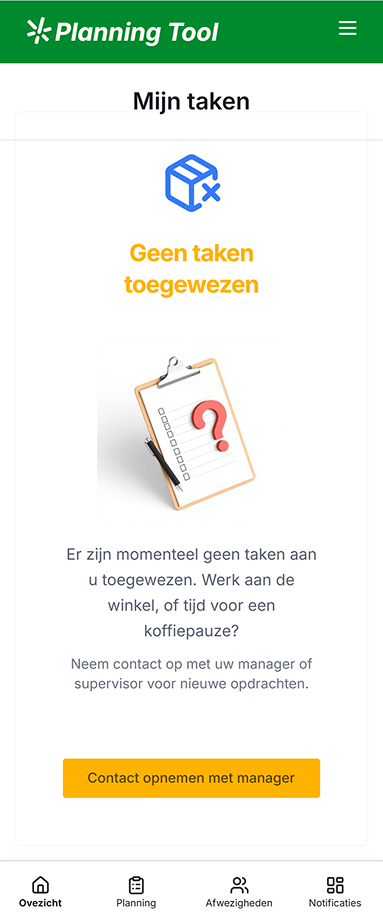 Planning Tool
Mijn taken
Geen taken
toegewezen
?
Er zijn momenteel geen taken aan
u toegewezen. Werk aan de
winkel, of tijd voor een
koffiepauze?
Neem contact op met uw manager of
supervisor voor nieuwe opdrachten.
Contact opnemen met manager
Ovezicht
Planning
Afwezigheden
Notificaties